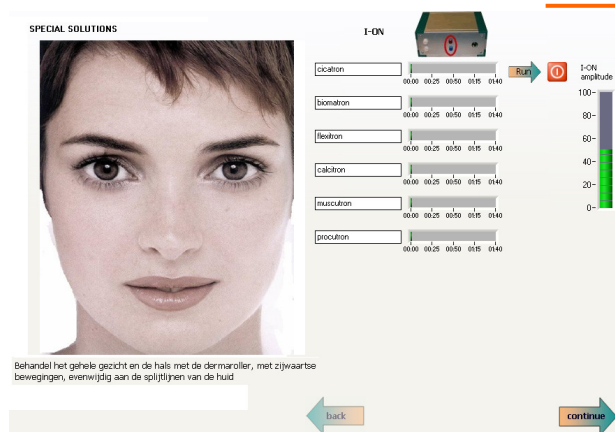 SPECIAL SOLUTIONS
I-ON
cicatron
00:00 00:25 00:50 01:15 01:40
Run
I-ON
amplitude
100-
80-
60-
40-
20-
0-
biomatron
00:00 00:25 00:50 01:15 01:40
flexitron
00:00 00:25 00:50 01:15 01:40
calcitron
00:00 00:25 00:50 01:15 01:40
muscutron
00:00 00:25 00:50 01:15 01:40
procutron
00:00 00:25 00:50 01:15 01:40
Behandel het gehele gezicht en de hals met de dermaroller, met zijwaartse
bewegingen, evenwijdig aan de splijtlijnen van de huid
back
continue